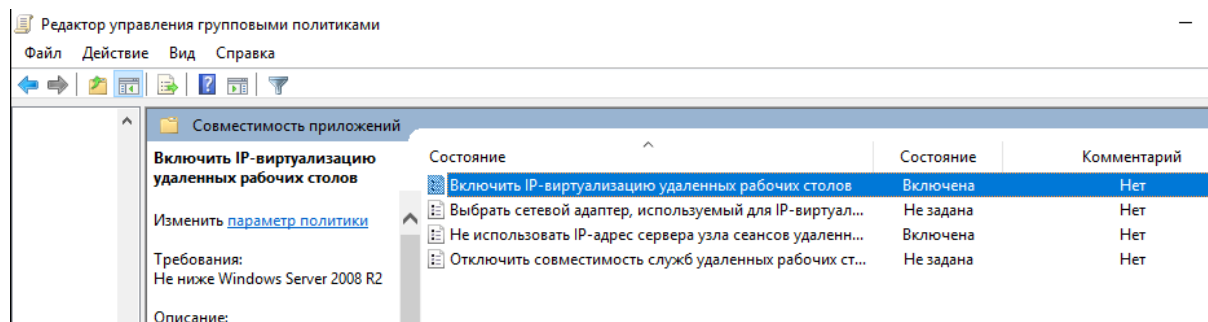 Редактор управления групповыми политиками
Файл Действие Вид Справка
Совместимость приложений
Включить IP-виртуализацию удаленных рабочих столов
Изменить параметр политики
Требования:
Не ниже Windows Server 2008 R2
Описание:
Состояние Состояние Комментарий
Включить IP-виртуализацию удаленных рабочих столов Включена Нет
Выбрать сетевой адаптер, используемый для IP-виртуал... Не задана Нет
Не использовать IP-адрес сервера узла сеансов удаленн... Включена Нет
Отключить совместимость служб удаленных рабочих ст... Не задана Нет